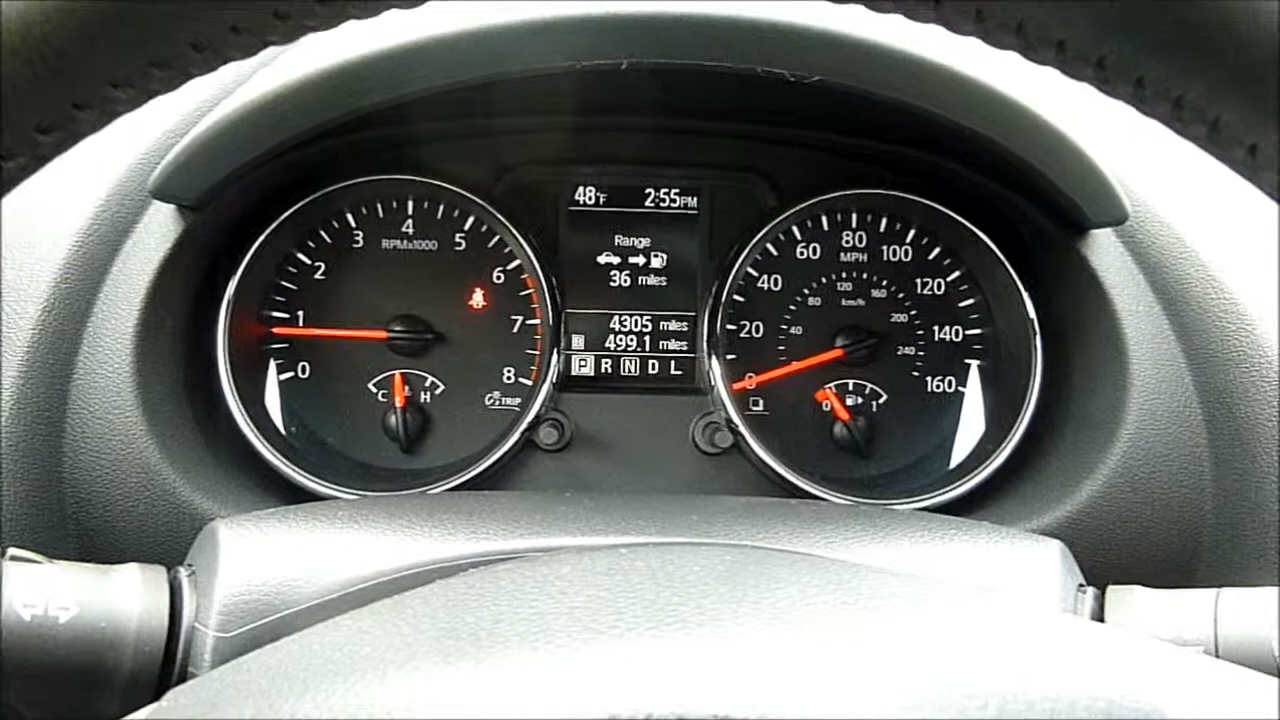 0
1
2
3
4
5
6
7
8
RPMx1000
C H
TRIP
48°F 2:55PM
Range
36 miles
4305 miles
499.1 miles
P R N D L
0
20
40
60
80
100
120
140
160
MPH
40
80
120
160
200
240
km/h
0 1